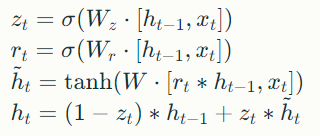 z_t = σ(W_z · [h_{t−1}, x_t])
r_t = σ(W_r · [h_{t−1}, x_t])
h̃_t = tanh(W · [r_t * h_{t−1}, x_t])
h_t = (1 − z_t) * h_{t−1} + z_t * h̃_t